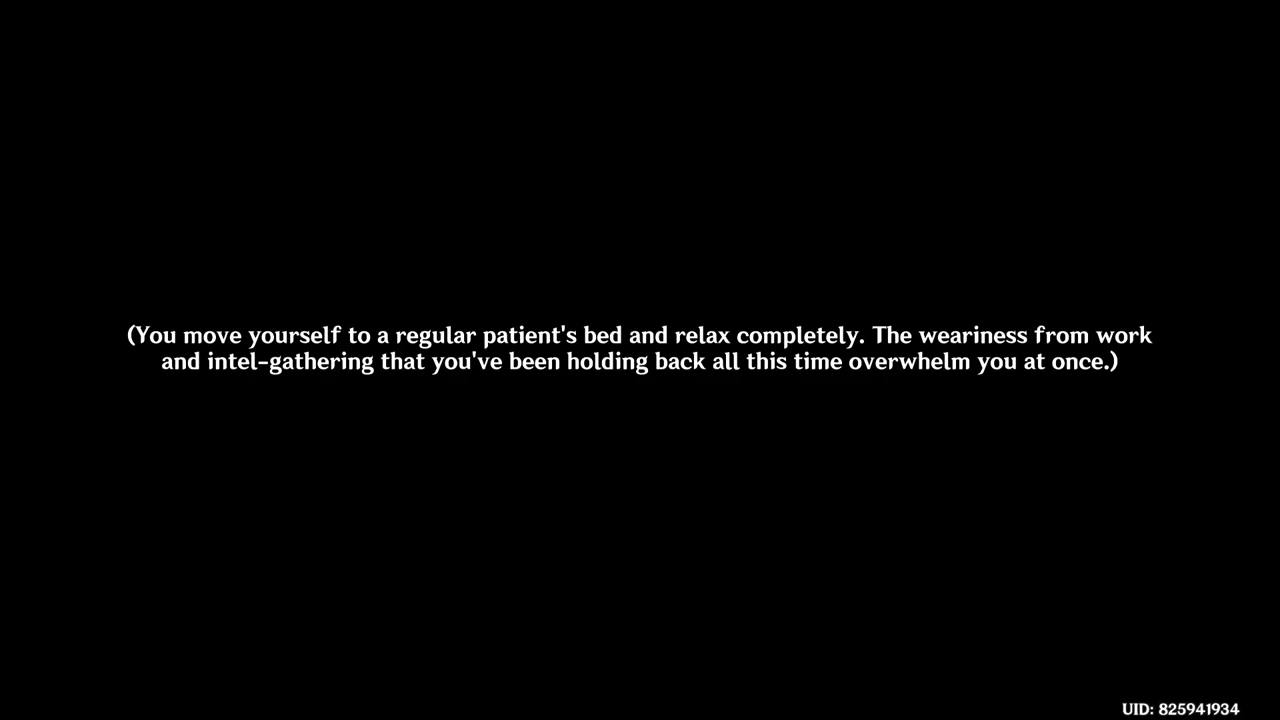 (You move yourself to a regular patient's bed and relax completely. The weariness from work
and intel-gathering that you've been holding back all this time overwhelm you at once.)
UID: 825941934